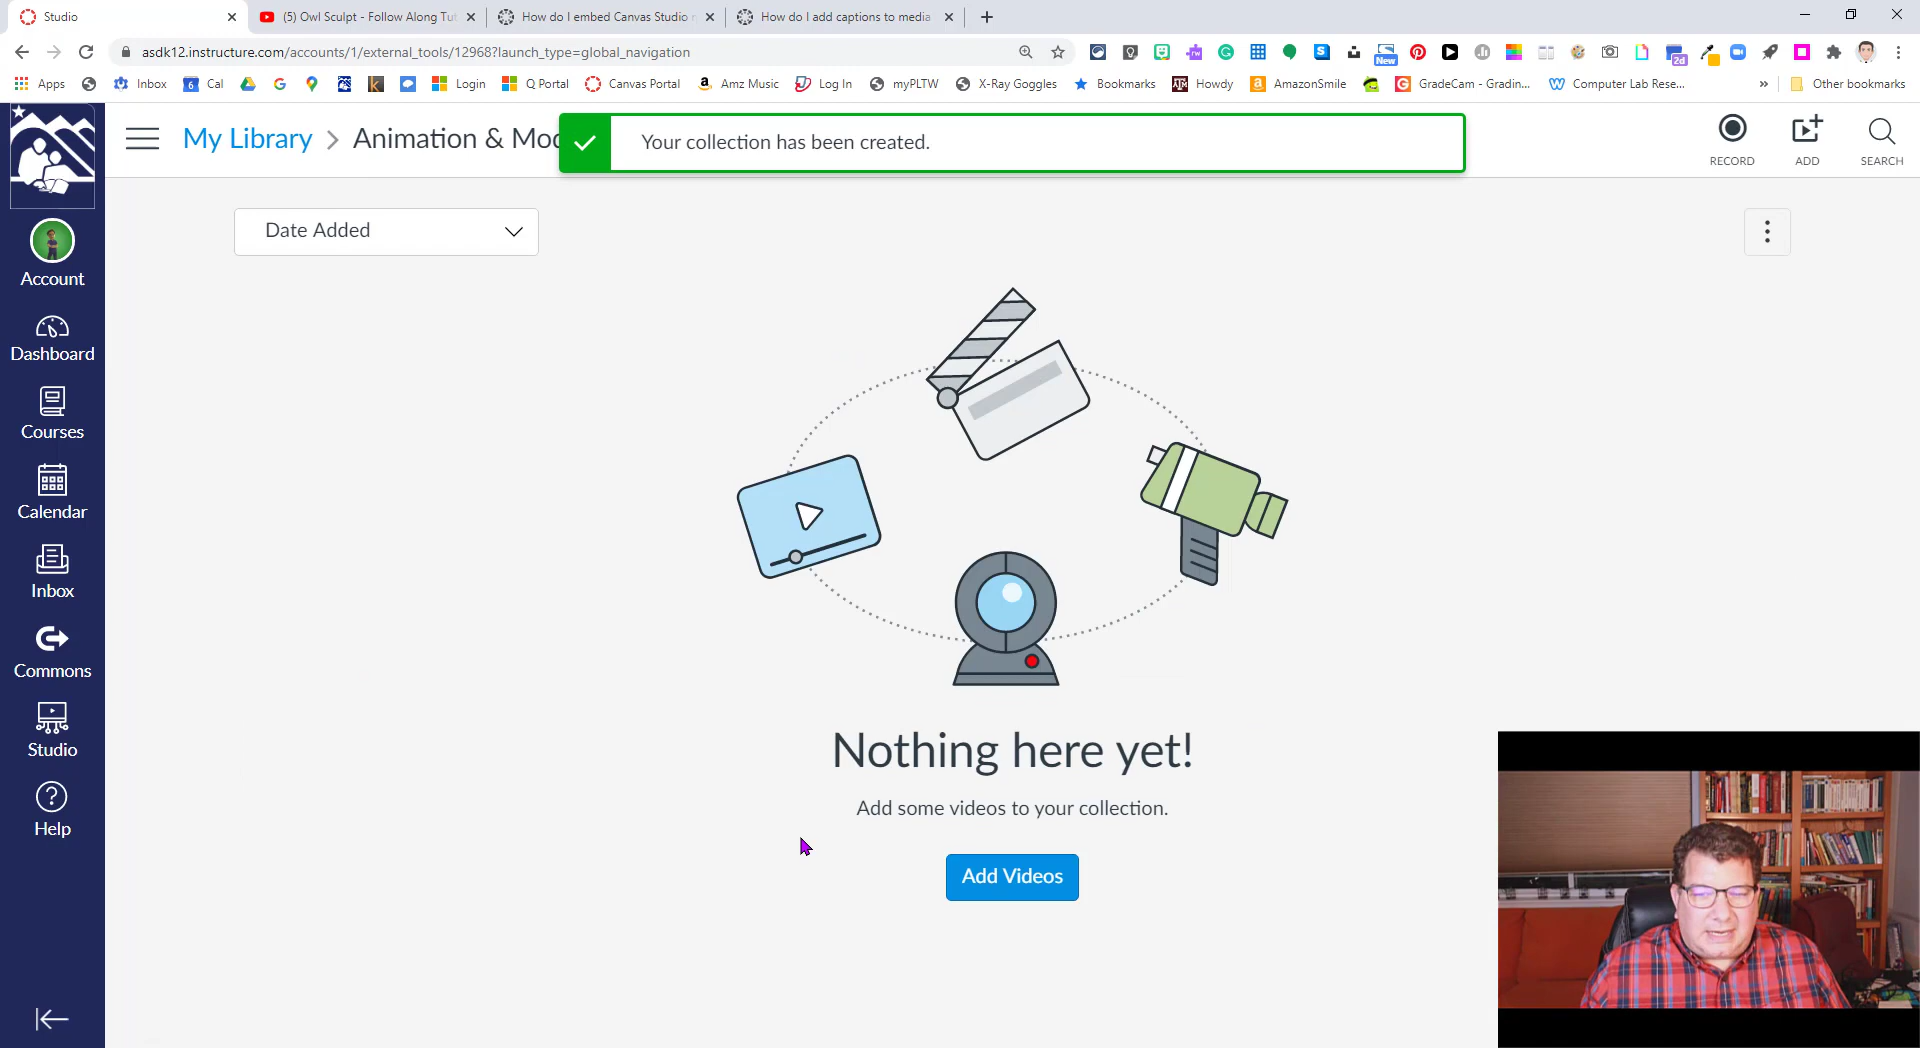 Studio
(5) Owl Sculpt - Follow Along Tut
How do I embed Canvas Studio
How do I add captions to media
asdk12.instructure.com/accounts/1/external_tools/12968?launch_type=global_navigation
New
2d
Apps
Inbox
6 Cal
Login
Q Portal
Canvas Portal
Amz Music
Log In
myPLTW
X-Ray Goggles
Bookmarks
Howdy
AmazonSmile
GradeCam - Gradin...
Computer Lab Rese...
»
Other bookmarks
My Library > Animation & Mod
Your collection has been created.
RECORD
ADD
SEARCH
Date Added
Account
Dashboard
Courses
Calendar
Inbox
Commons
Studio
Help
Nothing here yet!
Add some videos to your collection.
Add Videos